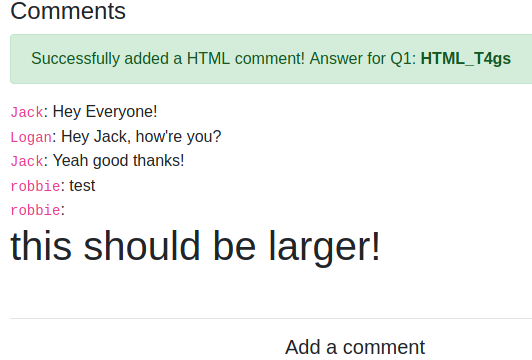 Comments
Successfully added a HTML comment! Answer for Q1: HTML_T4gs
Jack: Hey Everyone!
Logan: Hey Jack, how're you?
Jack: Yeah good thanks!
robbie: test
robbie:
this should be larger!
Add a comment